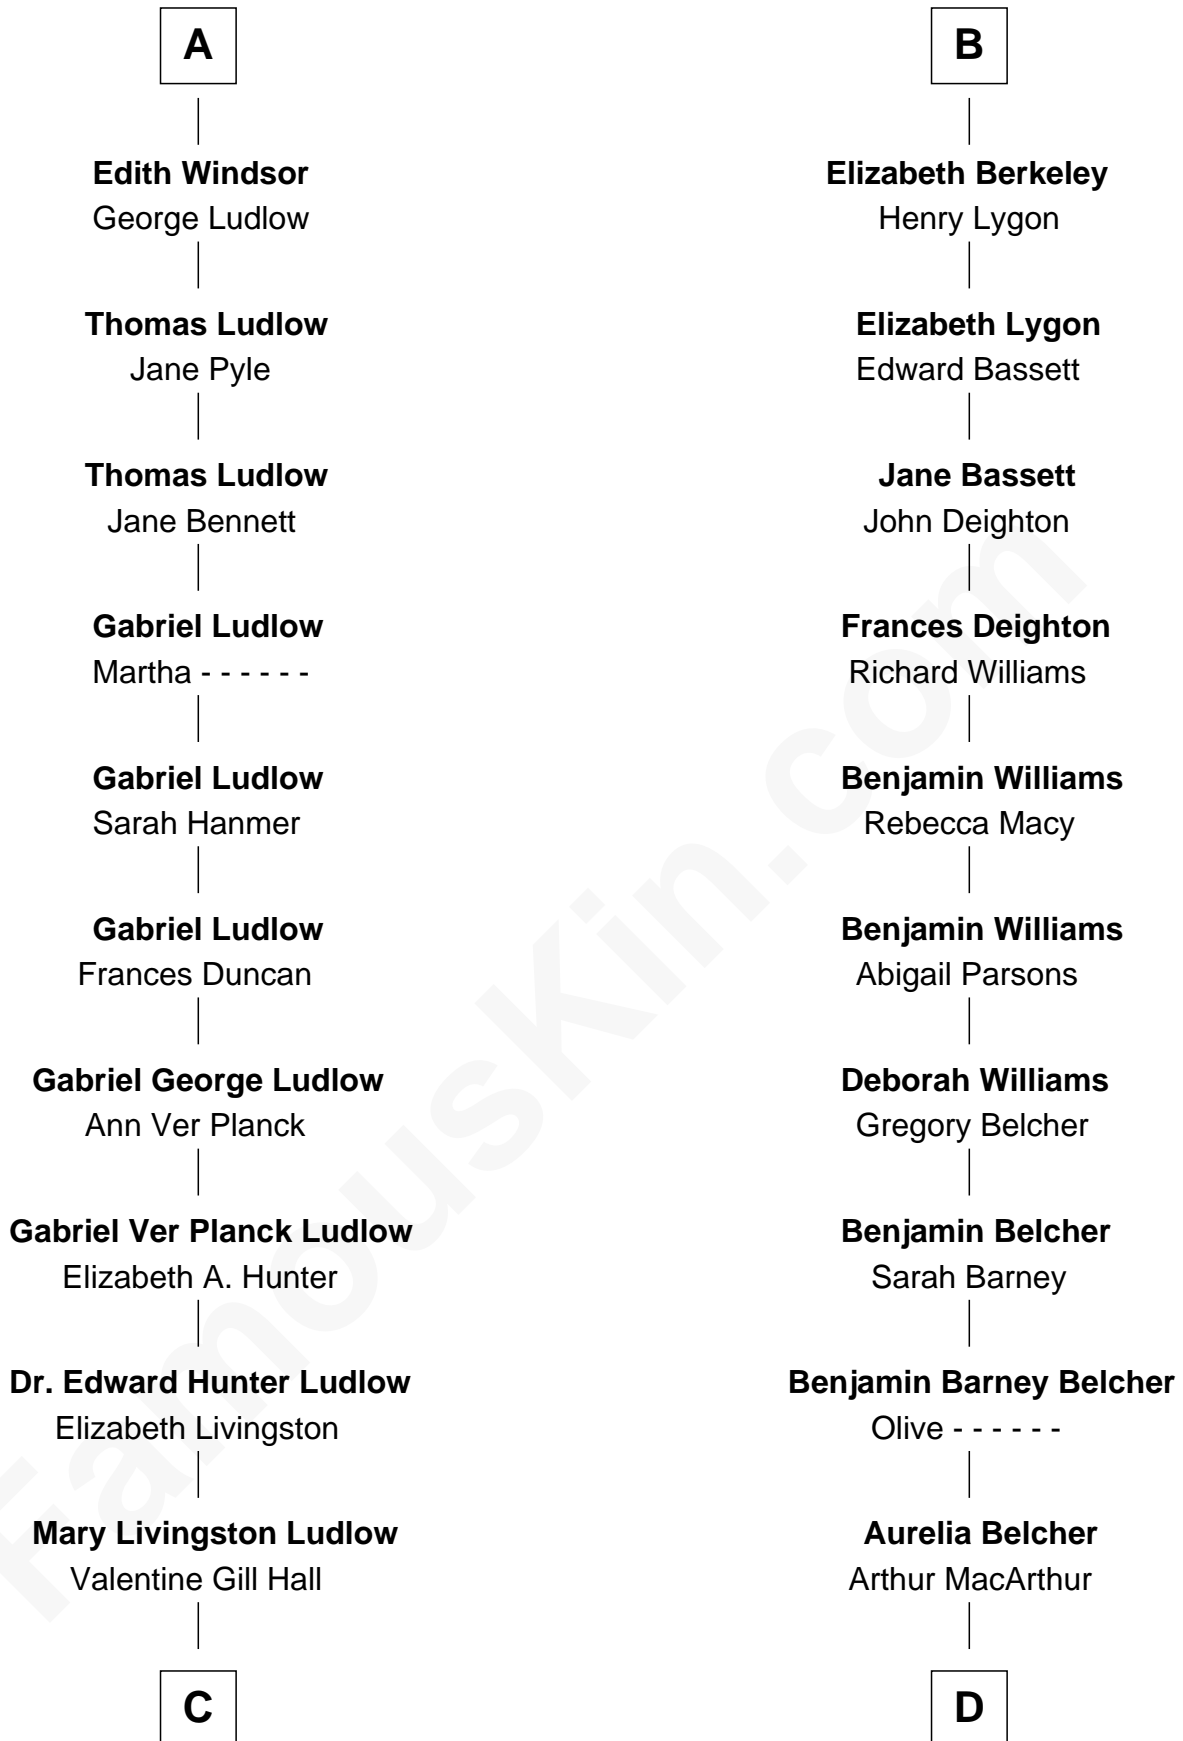 A
Edith Windsor
George Ludlow
Thomas Ludlow
Jane Pyle
Thomas Ludlow
Jane Bennett
Gabriel Ludlow
Martha - - - - - -
Gabriel Ludlow
Sarah Hanmer
Gabriel Ludlow
Frances Duncan
Gabriel George Ludlow
Ann Ver Planck
Gabriel Ver Planck Ludlow
Elizabeth A. Hunter
Dr. Edward Hunter Ludlow
Elizabeth Livingston
Mary Livingston Ludlow
Valentine Gill Hall
C
B
Elizabeth Berkeley
Henry Lygon
Elizabeth Lygon
Edward Bassett
Jane Bassett
John Deighton
Frances Deighton
Richard Williams
Benjamin Williams
Rebecca Macy
Benjamin Williams
Abigail Parsons
Deborah Williams
Gregory Belcher
Benjamin Belcher
Sarah Barney
Benjamin Barney Belcher
Olive - - - - - -
Aurelia Belcher
Arthur MacArthur
D
FamousKin.com